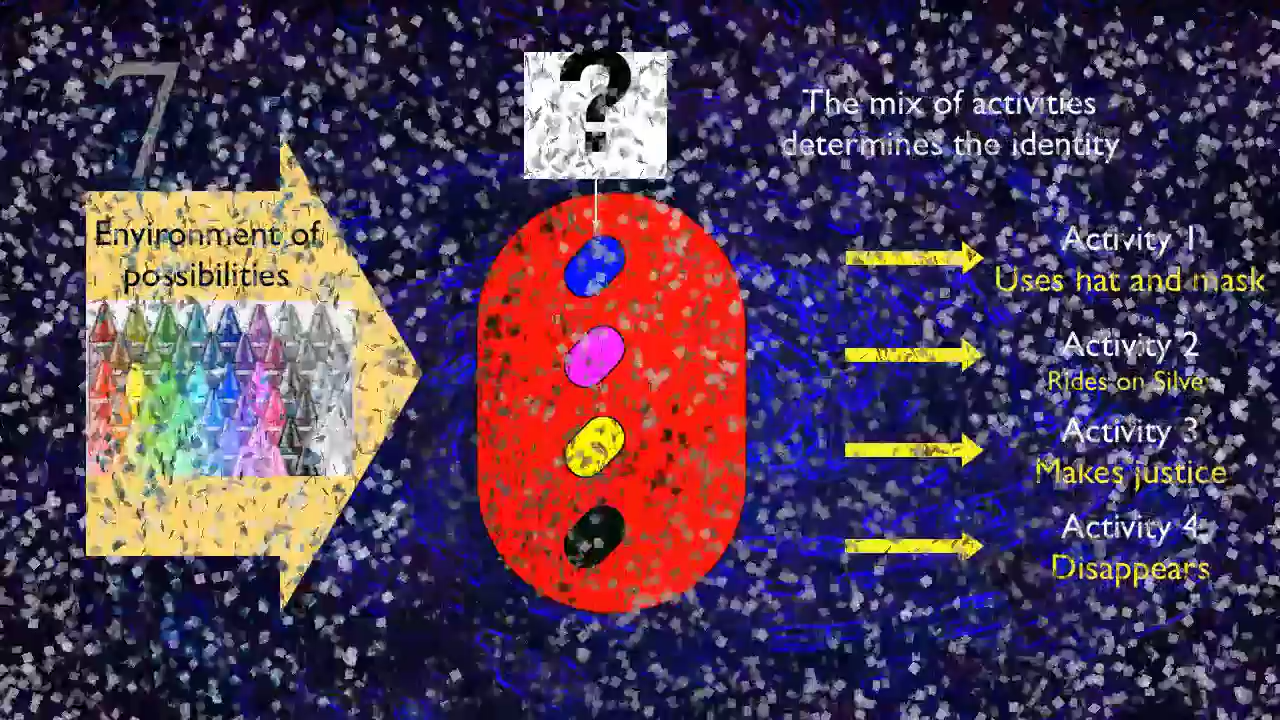 7
?
The mix of activities
determines the identity
Environment of
possibilities
Activity 1
Uses hat and mask
Activity 2
Rides on Silver
Activity 3
Makes justice
Activity 4
Disappears